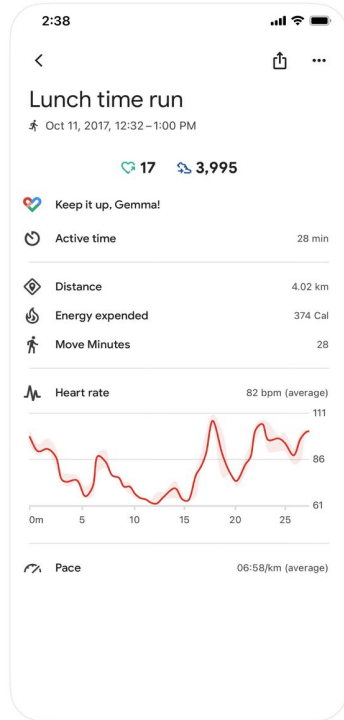 2:38
Lunch time run
Oct 11, 2017, 12:32 – 1:00 PM
17 3,995
Keep it up, Gemma!
Active time 28 min
Distance 4.02 km
Energy expended 374 Cal
Move Minutes 28
Heart rate 82 bpm (average)
111
86
61
0m 5 10 15 20 25
Pace 06:58/km (average)